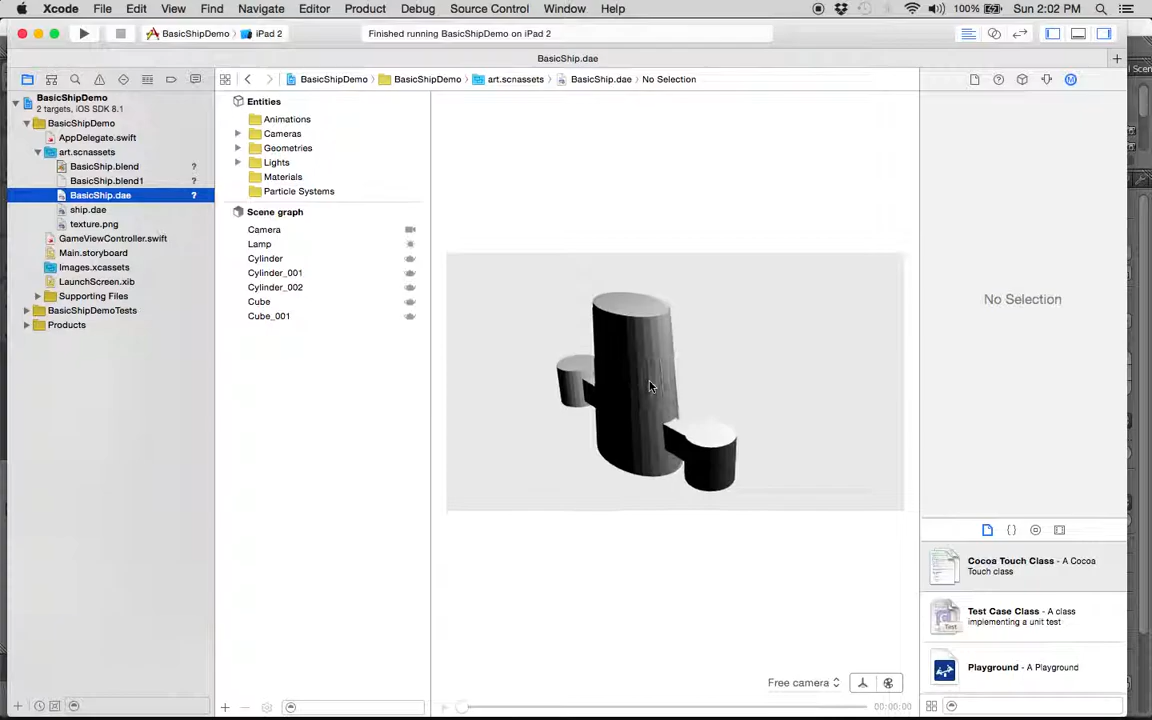 Xcode File Edit View Find Navigate Editor Product Debug Source Control Window Help 100% Sun 2:02 PM
BasicShipDemo iPad 2 Finished running BasicShipDemo on iPad 2
BasicShip.dae
BasicShipDemo BasicShipDemo art.scnassets BasicShip.dae No Selection
BasicShipDemo
2 targets, iOS SDK 8.1
BasicShipDemo
AppDelegate.swift
art.scnassets
BasicShip.blend ?
BasicShip.blend1 ?
BasicShip.dae ?
ship.dae
texture.png
GameViewController.swift
Main.storyboard
Images.xcassets
LaunchScreen.xib
Supporting Files
BasicShipDemoTests
Products
Entities
Animations
Cameras
Geometries
Lights
Materials
Particle Systems
Scene graph
Camera
Lamp
Cylinder
Cylinder_001
Cylinder_002
Cube
Cube_001
Free camera
00:00:00
No Selection
Cocoa Touch Class - A Cocoa
Touch class
Test Case Class - A class
implementing a unit test
Playground - A Playground